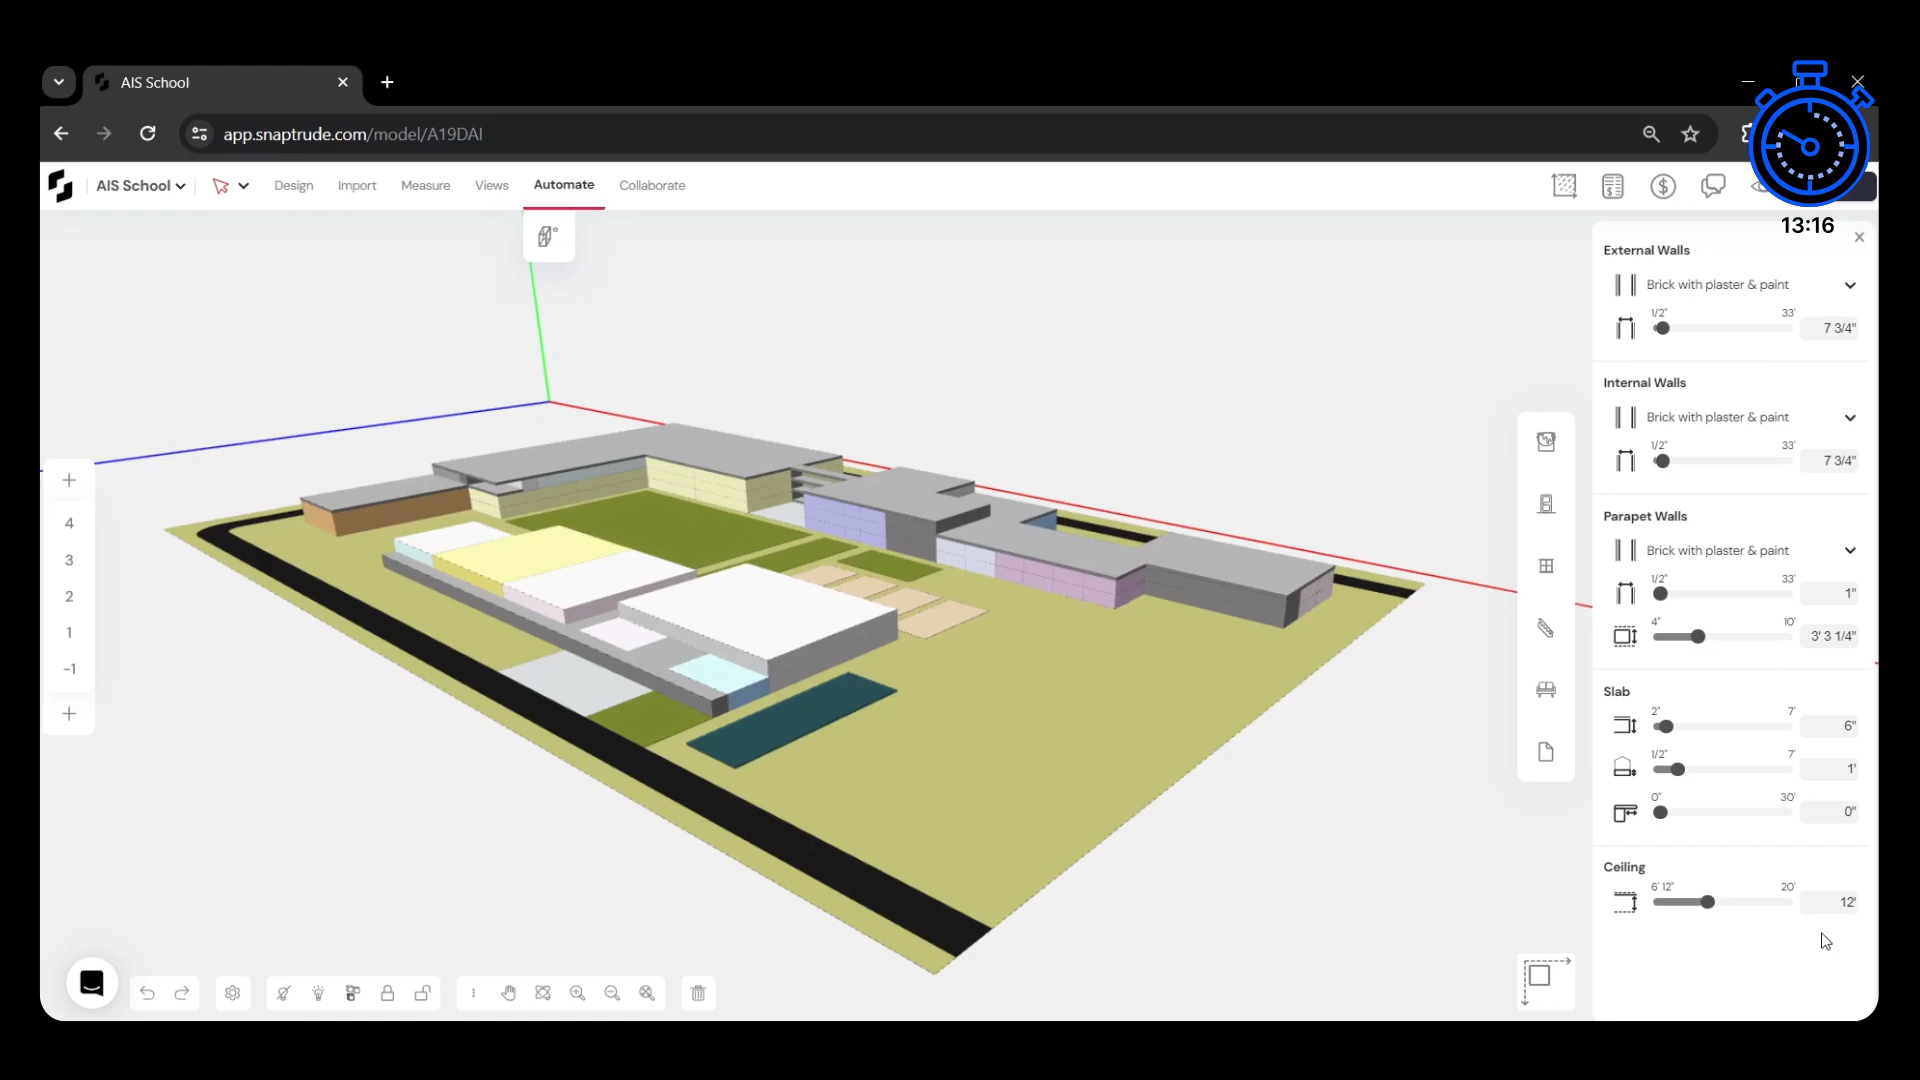 AIS School
app.snaptrude.com/model/A19DAI
AIS School
Design
Import
Measure
Views
Automate
Collaborate
13:16
External Walls
Brick with plaster & paint
1/2"
33'
7 3/4"
Internal Walls
Brick with plaster & paint
1/2"
33'
7 3/4"
Parapet Walls
Brick with plaster & paint
1/2"
33'
1"
4"
10'
3' 3 1/4"
Slab
2"
7'
6"
1/2"
7'
1'
0"
30'
0"
Ceiling
6' 12"
20'
12'
4
3
2
1
-1